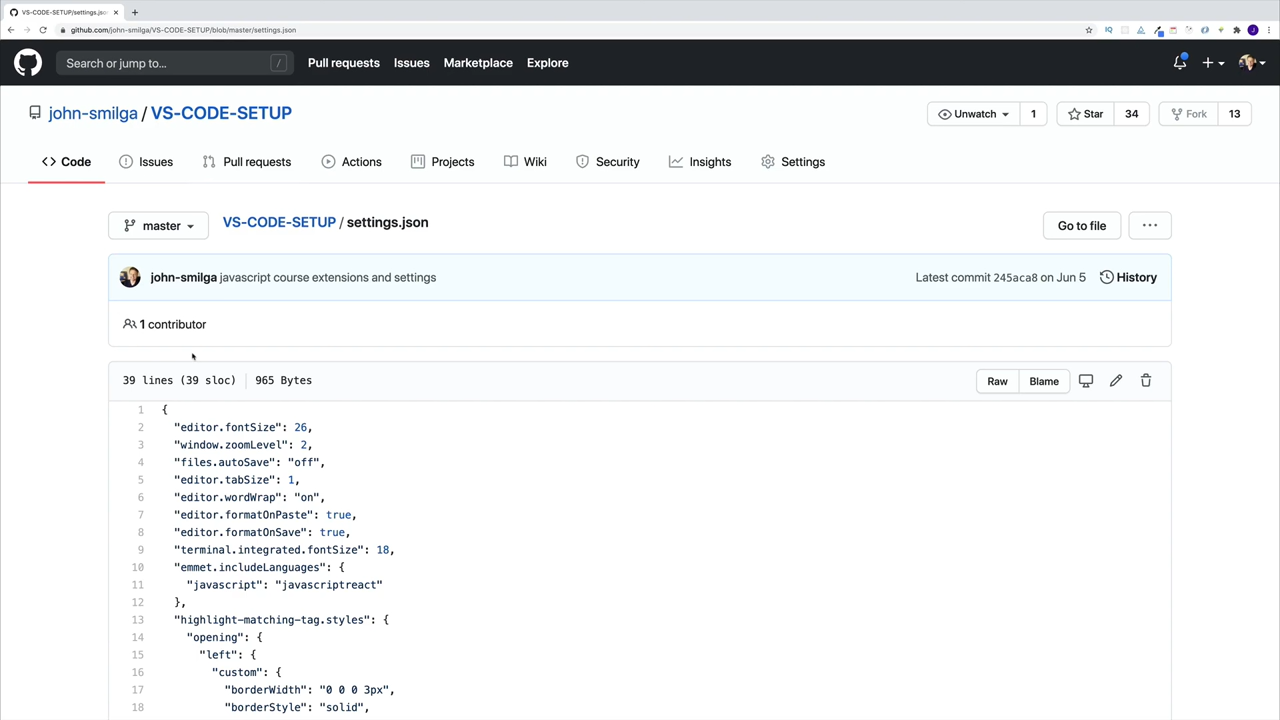 VS-CODE-SETUP/settings.jso
github.com/john-smilga/VS-CODE-SETUP/blob/master/settings.json
Search or jump to…
/
Pull requests
Issues
Marketplace
Explore
john-smilga / VS-CODE-SETUP
Unwatch 1
Star 34
Fork 13
Code
Issues
Pull requests
Actions
Projects
Wiki
Security
Insights
Settings
master
VS-CODE-SETUP / settings.json
Go to file
john-smilga javascript course extensions and settings
Latest commit 245aca8 on Jun 5
History
1 contributor
39 lines (39 sloc) 965 Bytes
Raw
Blame
1 {
2 "editor.fontSize": 26,
3 "window.zoomLevel": 2,
4 "files.autoSave": "off",
5 "editor.tabSize": 1,
6 "editor.wordWrap": "on",
7 "editor.formatOnPaste": true,
8 "editor.formatOnSave": true,
9 "terminal.integrated.fontSize": 18,
10 "emmet.includeLanguages": {
11 "javascript": "javascriptreact"
12 },
13 "highlight-matching-tag.styles": {
14 "opening": {
15 "left": {
16 "custom": {
17 "borderWidth": "0 0 0 3px",
18 "borderStyle": "solid",